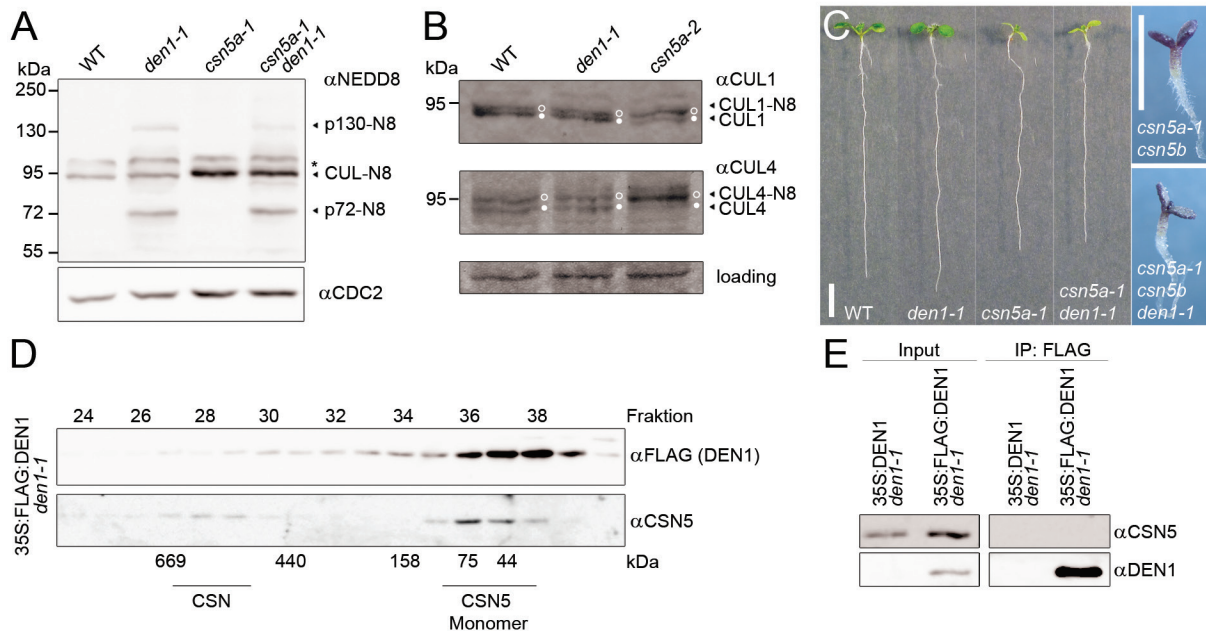 A
WT
den1-1
csn5a-1
csn5a-1
den1-1
kDa
αNEDD8
250
130
p130-N8
*
95
CUL-N8
72
p72-N8
55
αCDC2
B
WT
den1-1
csn5a-2
kDa
αCUL1
95
CUL1-N8
CUL1
αCUL4
95
CUL4-N8
CUL4
loading
C
WT
den1-1
csn5a-1
csn5a-1
den1-1
csn5a-1
csn5b
csn5a-1
csn5b
den1-1
D
35S:FLAG:DEN1
den1-1
24 26 28 30 32 34 36 38 Fraktion
αFLAG (DEN1)
αCSN5
669 440 158 75 44 kDa
CSN
CSN5
Monomer
E
Input
IP: FLAG
35S:DEN1
den1-1
35S:FLAG:DEN1
den1-1
35S:DEN1
den1-1
35S:FLAG:DEN1
den1-1
αCSN5
αDEN1